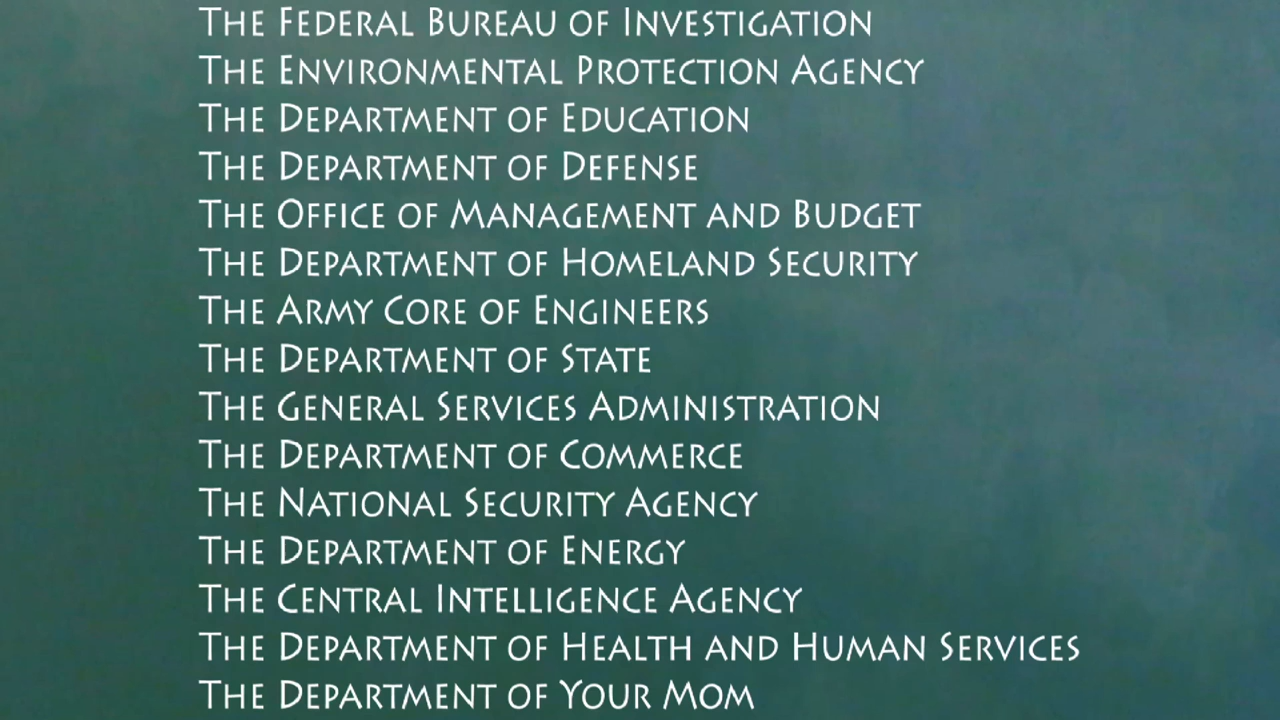 The Federal Bureau of Investigation
The Environmental Protection Agency
The Department of Education
The Department of Defense
The Office of Management and Budget
The Department of Homeland Security
The Army Core of Engineers
The Department of State
The General Services Administration
The Department of Commerce
The National Security Agency
The Department of Energy
The Central Intelligence Agency
The Department of Health and Human Services
The Department of Your Mom